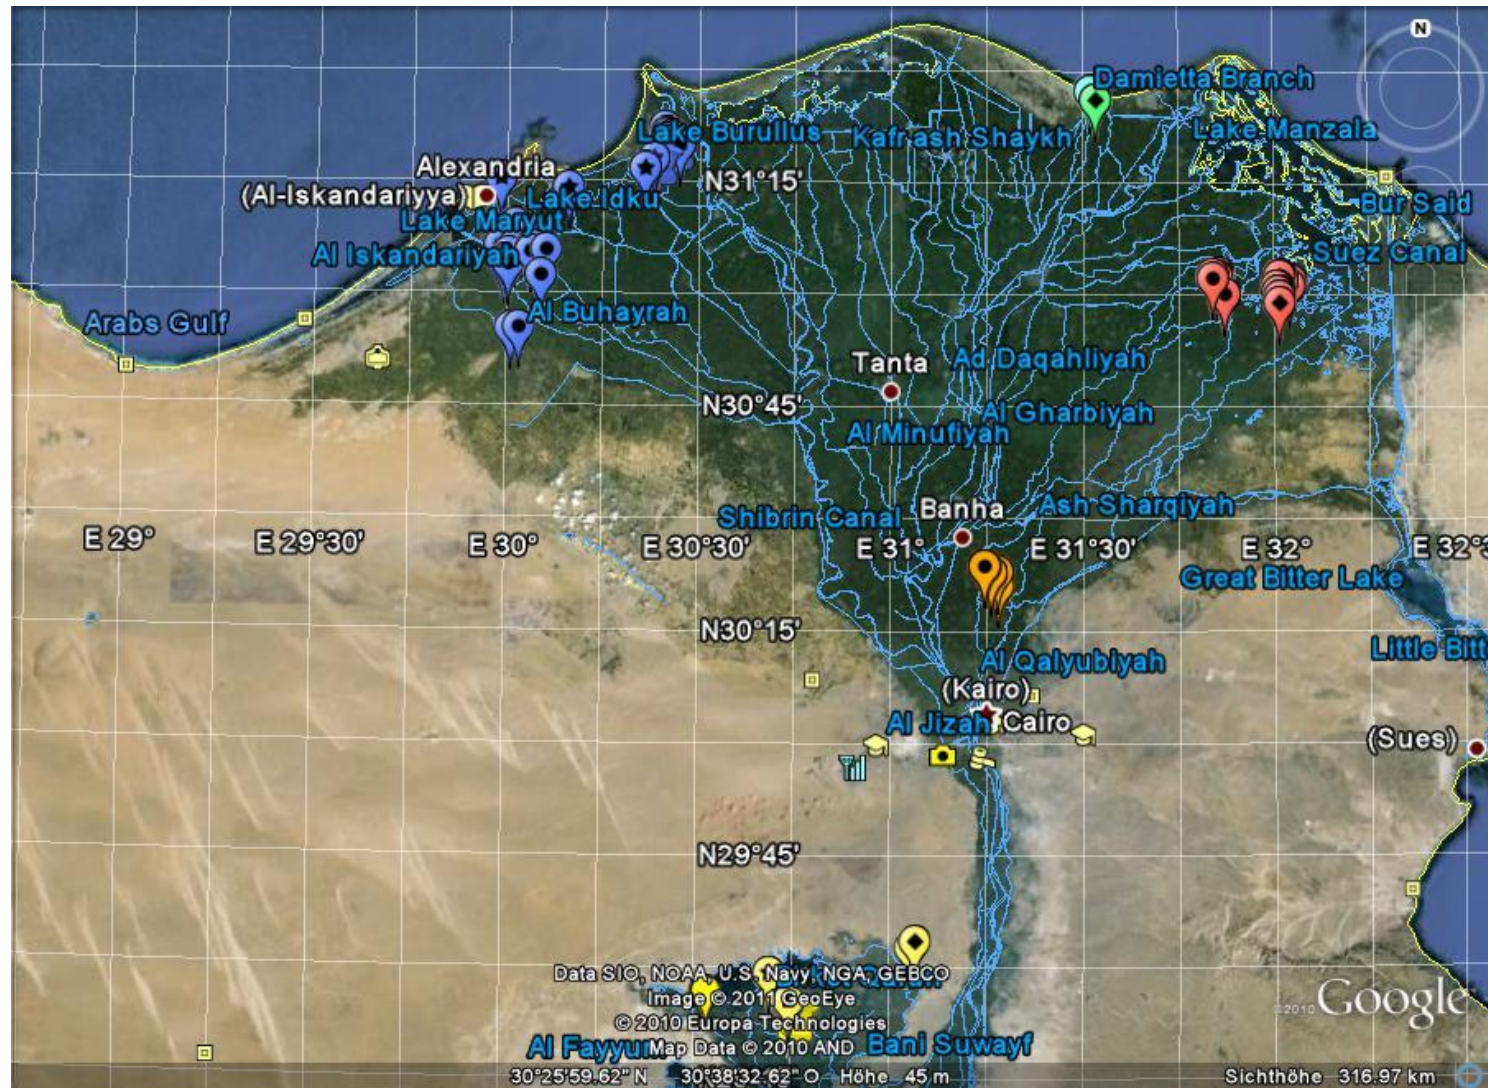 N
Damietta Branch
Lake Burullus
Kafr ash Shaykh
Lake Manzala
Alexandria
(Al-Iskandariyya)
N31°15'
Lake Idku
Lake Maryut
Bur Said
Al Iskandariyah
Suez Canal
Arabs Gulf
Al Buhayrah
Tanta
Ad Daqahliyah
N30°45'
Al Gharbiyah
Al Minufiyah
Shibrin Canal
Banha
Ash Sharqiyah
E 29°
E 29°30'
E 30°
E 30°30'
E 31°
E 31°30'
E 32°
E 32°3
Great Bitter Lake
N30°15'
Little Bitt
Al Qalyubiyah
(Kairo)
Al Jizah
Cairo
(Sues)
N29°45'
Data SIO, NOAA, U.S. Navy, NGA, GEBCO
Image © 2011 GeoEye
© 2010 Europa Technologies
Map Data © 2010 AND
©2010 Google
Al Fayyum
Bani Suwayf
30°25'59.62" N 30°38'32.62" O Höhe 45 m
Sichthöhe 316.97 km